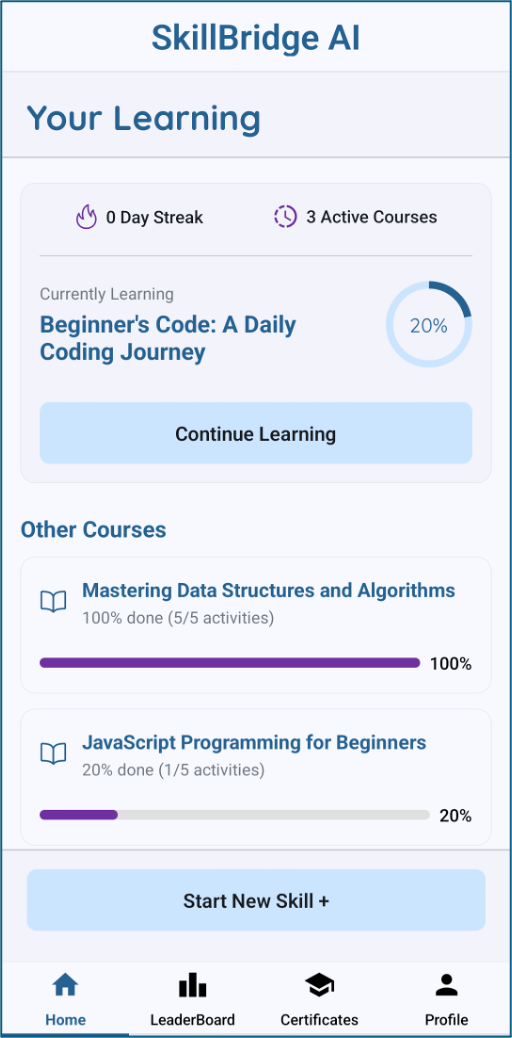 SkillBridge AI
Your Learning
0 Day Streak
3 Active Courses
Currently Learning
Beginner's Code: A Daily
Coding Journey
20%
Continue Learning
Other Courses
Mastering Data Structures and Algorithms
100% done (5/5 activities)
100%
JavaScript Programming for Beginners
20% done (1/5 activities)
20%
Start New Skill +
Home
LeaderBoard
Certificates
Profile